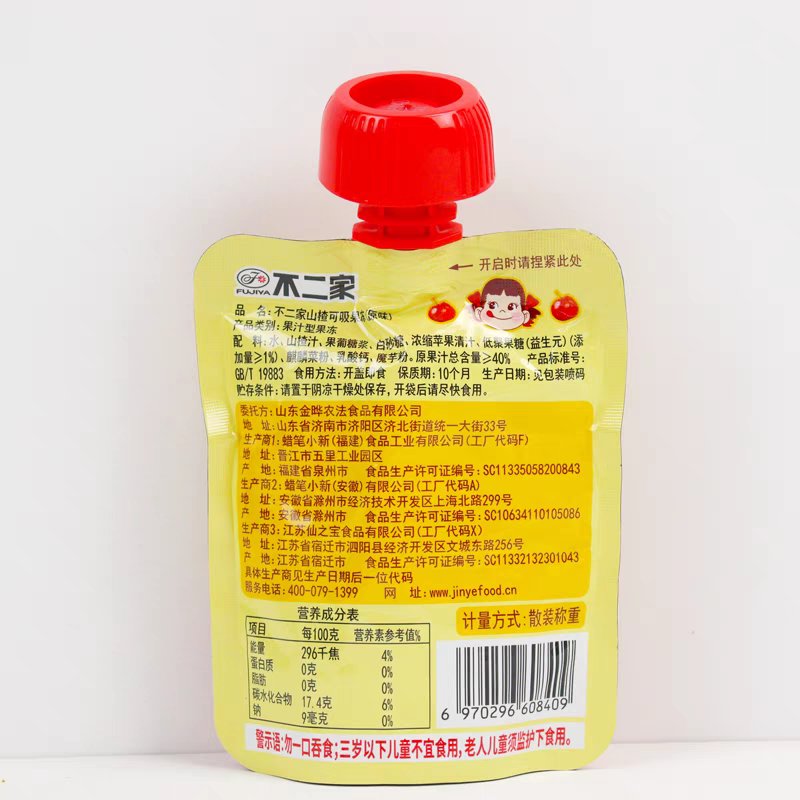 ← 开启时请捏紧此处
FUJIYA 不二家
品 名: 不二家山楂可吸果冻(原味)
产品类别: 果汁型果冻
配 料: 水、山楂汁、果葡糖浆、白砂糖、浓缩苹果清汁、低聚果糖(益生元)(添
加量≥1%)、麒麟菜粉、乳酸钙、魔芋粉。原果汁总含量≥40% 产品标准号:
GB/T 19883 食用方法: 开盖即食 保质期: 10个月 生产日期: 见包装喷码
贮存条件: 请置于阴凉干燥处保存, 开袋后请尽快食用。
委托方: 山东金晔农法食品有限公司
地 址: 山东省济南市济阳区济北街道统一大街33号
生产商1: 蜡笔小新(福建)食品工业有限公司(工厂代码F)
地 址: 晋江市五里工业园区
产 地: 福建省泉州市 食品生产许可证编号: SC11335058200843
生产商2: 蜡笔小新(安徽)有限公司(工厂代码A)
地 址: 安徽省滁州市经济技术开发区上海北路299号
产 地: 安徽省滁州市 食品生产许可证编号: SC10634110105086
生产商3: 江苏仙之宝食品有限公司(工厂代码X)
地 址: 江苏省宿迁市泗阳县经济开发区文城东路256号
产 地: 江苏省宿迁市 食品生产许可证编号: SC11332132301043
具体生产商见生产日期后一位代码
服务电话: 400-079-1399 网 址: www.jinyefood.cn
营养成分表
项目 每100克 营养素参考值%
能量 296千焦 4%
蛋白质 0克 0%
脂肪 0克 0%
碳水化合物 17.4克 6%
钠 9毫克 0%
计量方式: 散装称重
6 970296 608409
警示语: 勿一口吞食; 三岁以下儿童不宜食用, 老人儿童须监护下食用。